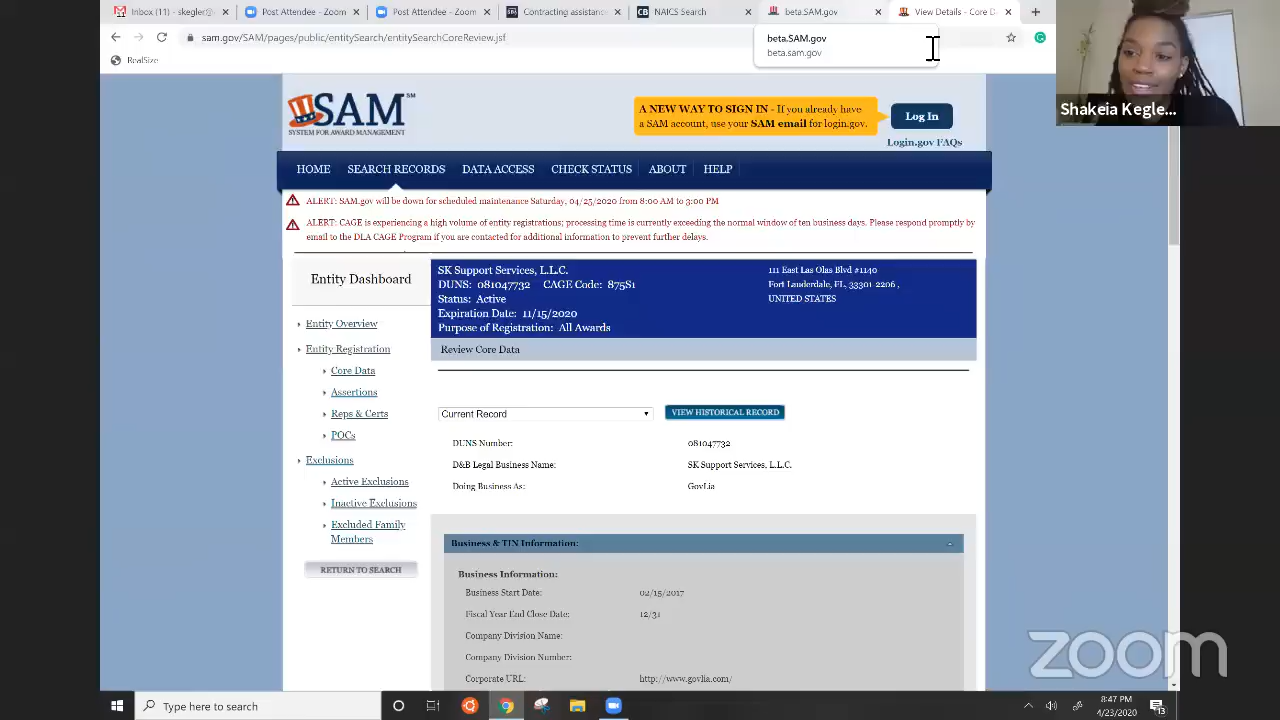 Inbox (11) - skegler@
Post Attendee - Zoom
Post Attendee - Zoom
Contracting assistanc
NAICS Search
beta.SAM.gov
View Details - Core D
sam.gov/SAM/pages/public/entitySearch/entitySearchCoreReview.jsf
beta.SAM.gov
beta.sam.gov
RealSize
Shakeia Kegle...
SAM SM
SYSTEM FOR AWARD MANAGEMENT
A NEW WAY TO SIGN IN - If you already have
a SAM account, use your SAM email for login.gov.
Log In
Login.gov FAQs
HOME SEARCH RECORDS DATA ACCESS CHECK STATUS ABOUT HELP
ALERT: SAM.gov will be down for scheduled maintenance Saturday, 04/25/2020 from 8:00 AM to 3:00 PM
ALERT: CAGE is experiencing a high volume of entity registrations; processing time is currently exceeding the normal window of ten business days. Please respond promptly by
email to the DLA CAGE Program if you are contacted for additional information to prevent further delays.
Entity Dashboard
Entity Overview
Entity Registration
Core Data
Assertions
Reps & Certs
POCs
Exclusions
Active Exclusions
Inactive Exclusions
Excluded Family
Members
RETURN TO SEARCH
SK Support Services, L.L.C.
DUNS: 081047732 CAGE Code: 875S1
Status: Active
Expiration Date: 11/15/2020
Purpose of Registration: All Awards
111 East Las Olas Blvd #1140
Fort Lauderdale, FL, 33301-2206 ,
UNITED STATES
Review Core Data
Current Record
VIEW HISTORICAL RECORD
DUNS Number: 081047732
D&B Legal Business Name: SK Support Services, L.L.C.
Doing Business As: GovLia
Business & TIN Information:
Business Information:
Business Start Date: 02/15/2017
Fiscal Year End Close Date: 12/31
Company Division Name:
Company Division Number:
Corporate URL: http://www.govlia.com/
zoom
Type here to search
8:47 PM
4/23/2020
13